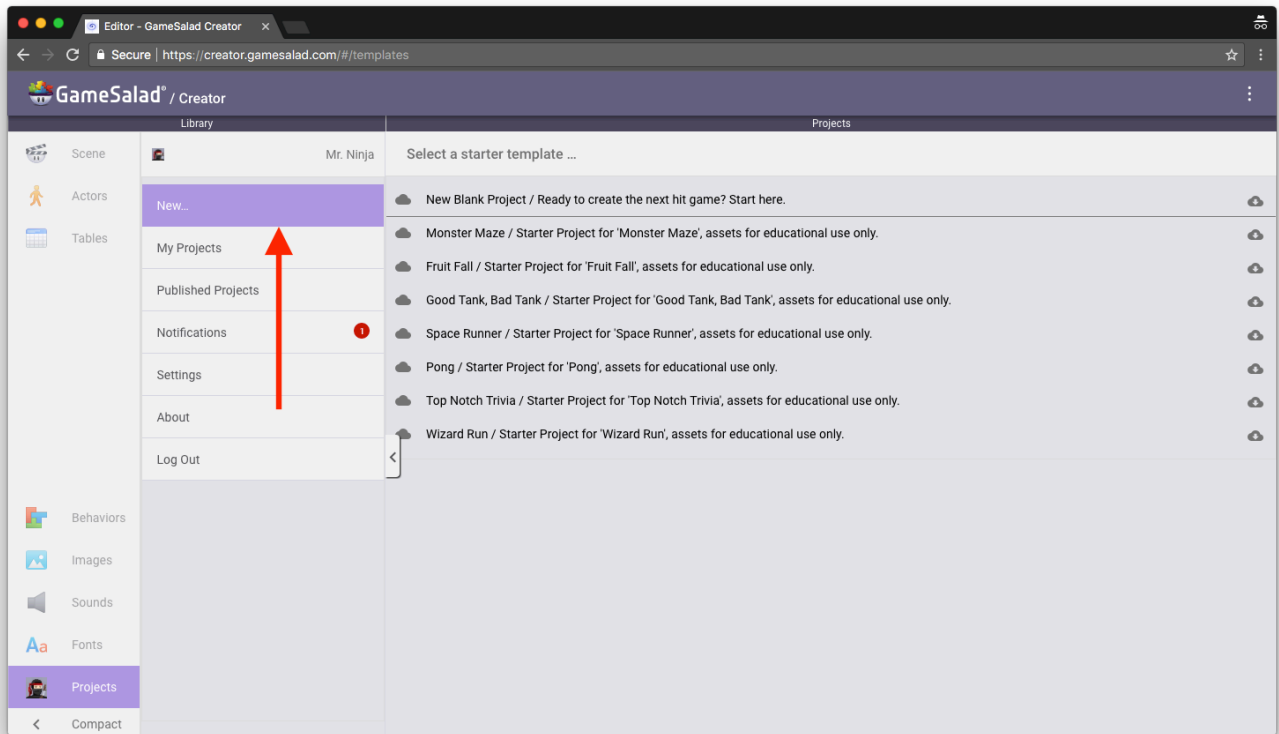 Editor - GameSalad Creator
Secure | https://creator.gamesalad.com/#/templates
GameSalad® / Creator
Library
Projects
Scene
Actors
Tables
Behaviors
Images
Sounds
Fonts
Projects
Compact
Mr. Ninja
New...
My Projects
Published Projects
Notifications
1
Settings
About
Log Out
Select a starter template ...
New Blank Project / Ready to create the next hit game? Start here.
Monster Maze / Starter Project for 'Monster Maze', assets for educational use only.
Fruit Fall / Starter Project for 'Fruit Fall', assets for educational use only.
Good Tank, Bad Tank / Starter Project for 'Good Tank, Bad Tank', assets for educational use only.
Space Runner / Starter Project for 'Space Runner', assets for educational use only.
Pong / Starter Project for 'Pong', assets for educational use only.
Top Notch Trivia / Starter Project for 'Top Notch Trivia', assets for educational use only.
Wizard Run / Starter Project for 'Wizard Run', assets for educational use only.